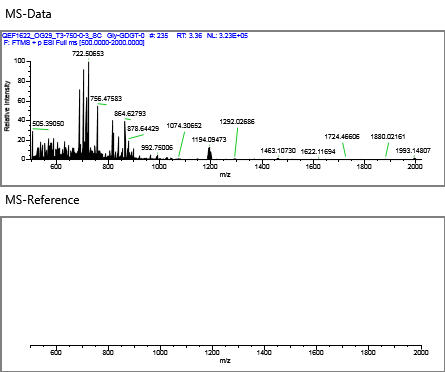 MS-Data
QEF1622_OG29_T3-750-0-3_8C Gly-GDGT-0 #: 235 RT: 3.36 NL: 3.23E+05
F: FTMS + p ESI Full ms [500.0000-2000.0000]
722.50653
100
80
60
40
20
0
Relative Intensity
505.39050
756.47583
864.62793
878.64429
992.75006
1074.30652
1194.09473
1292.02686
1463.10730
1622.11694
1724.46606
1880.02161
1993.14807
600 800 1000 1200 1400 1600 1800 2000
m/z
MS-Reference
600 800 1000 1200 1400 1600 1800 2000
m/z